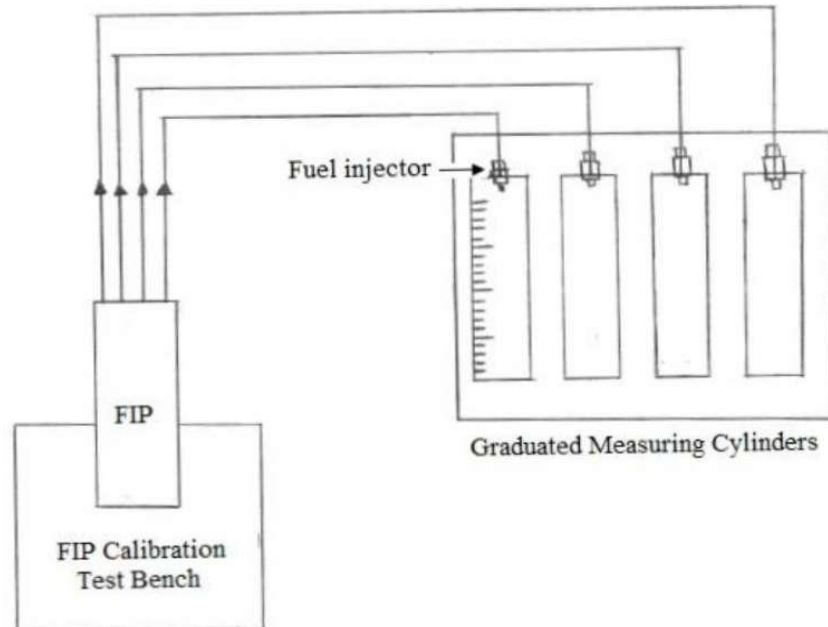 Fuel injector
FIP
Graduated Measuring Cylinders
FIP Calibration
Test Bench